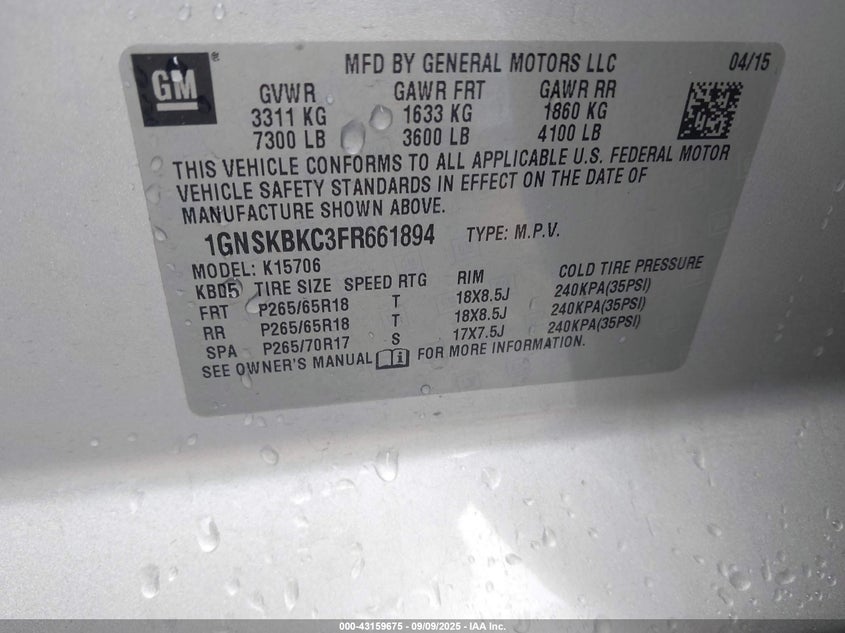 GM®
MFD BY GENERAL MOTORS LLC 04/15
GVWR GAWR FRT GAWR RR
3311 KG 1633 KG 1860 KG
7300 LB 3600 LB 4100 LB
THIS VEHICLE CONFORMS TO ALL APPLICABLE U.S. FEDERAL MOTOR
VEHICLE SAFETY STANDARDS IN EFFECT ON THE DATE OF
MANUFACTURE SHOWN ABOVE.
1GNSKBKC3FR661894 TYPE: M.P.V.
MODEL: K15706
KBD5 TIRE SIZE SPEED RTG RIM COLD TIRE PRESSURE
FRT P265/65R18 T 18X8.5J 240KPA(35PSI)
RR P265/65R18 T 18X8.5J 240KPA(35PSI)
SPA P265/70R17 S 17X7.5J 240KPA(35PSI)
SEE OWNER'S MANUAL FOR MORE INFORMATION.
000-43159675 - 09/09/2025 - IAA Inc.